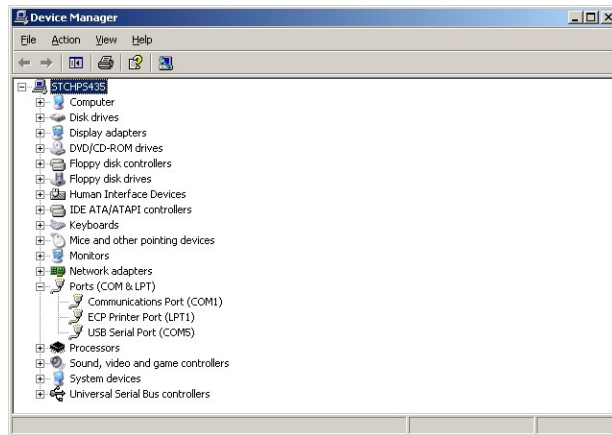 Device Manager
File Action View Help
STCHPS435
Computer
Disk drives
Display adapters
DVD/CD-ROM drives
Floppy disk controllers
Floppy disk drives
Human Interface Devices
IDE ATA/ATAPI controllers
Keyboards
Mice and other pointing devices
Monitors
Network adapters
Ports (COM & LPT)
Communications Port (COM1)
ECP Printer Port (LPT1)
USB Serial Port (COM5)
Processors
Sound, video and game controllers
System devices
Universal Serial Bus controllers